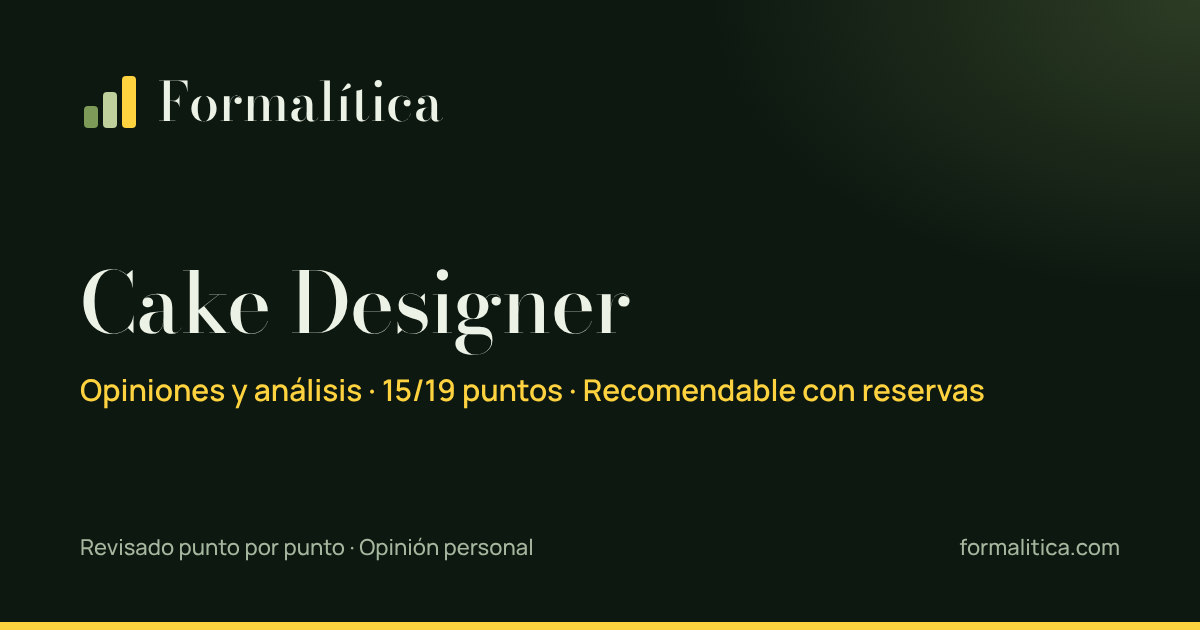 Formalítica
Cake Designer
Opiniones y análisis · 15/19 puntos · Recomendable con reservas
Revisado punto por punto · Opinión personal
formalitica.com